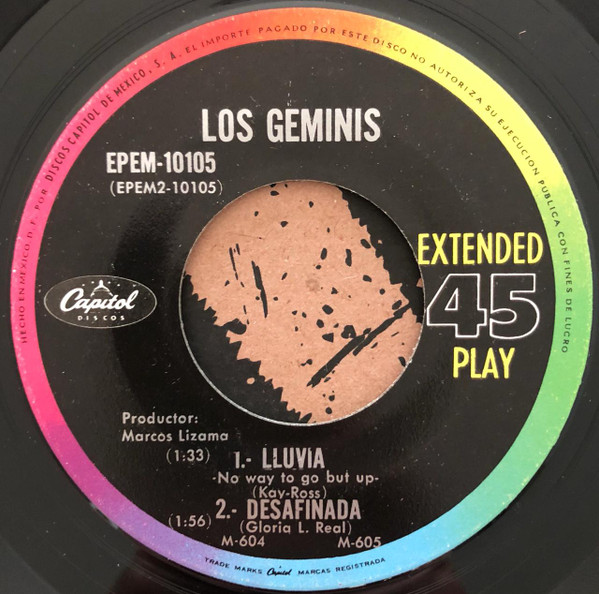 HECHO EN MEXICO, D. F. POR DISCOS CAPITOL DE MEXICO, S. A. EL IMPORTE PAGADO POR ESTE DISCO NO AUTORIZA SU EJECUCION PUBLICA CON FINES DE LUCRO
LOS GEMINIS
EPEM-10105
(EPEM2-10105)
EXTENDED
45
PLAY
Capitol
DISCOS
Productor:
Marcos Lizama
(1:33) 1.- LLUVIA
-No way to go but up-
(Kay-Ross)
2.- DESAFINADA
(1:56) (Gloria L. Real)
M-604 M-605
TRADE MARKS Capitol MARCAS REGISTRADA